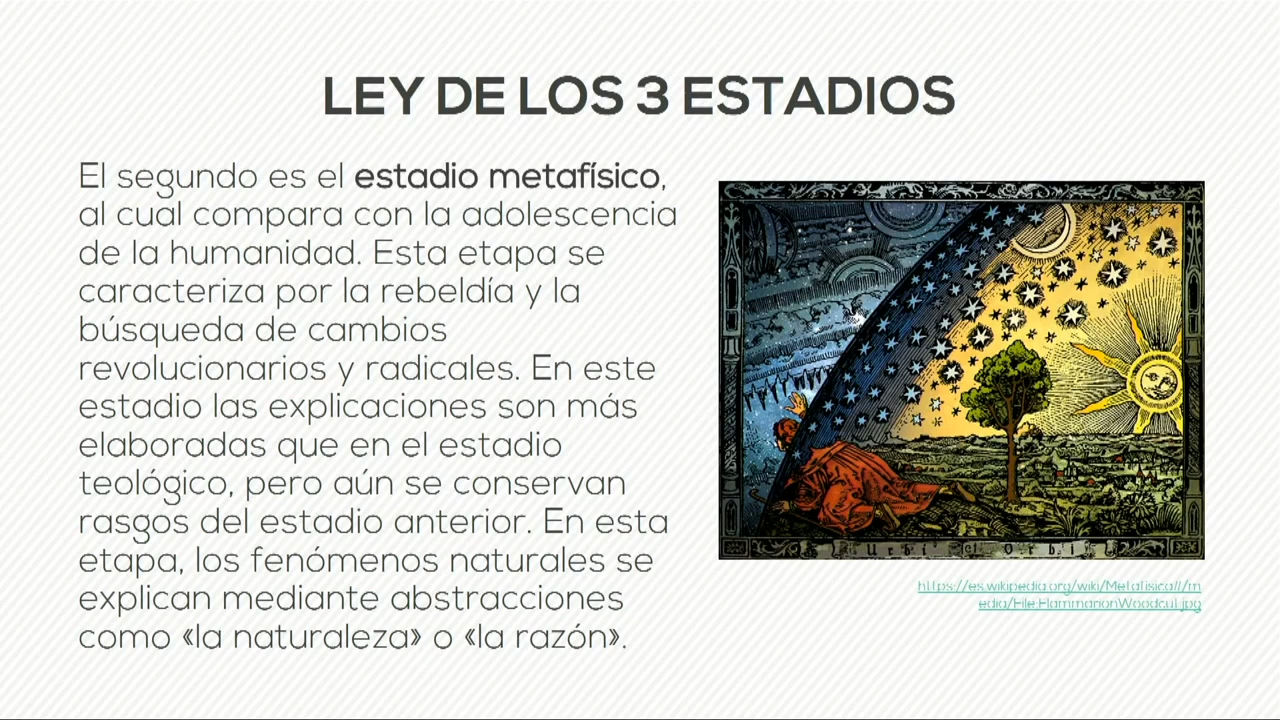 LEY DE LOS 3 ESTADIOS
El segundo es el estadio metafísico,
al cual compara con la adolescencia
de la humanidad. Esta etapa se
caracteriza por la rebeldía y la
búsqueda de cambios
revolucionarios y radicales. En este
estadio las explicaciones son más
elaboradas que en el estadio
teológico, pero aún se conservan
rasgos del estadio anterior. En esta
etapa, los fenómenos naturales se
explican mediante abstracciones
como «la naturaleza» o «la razón».
Urbi et Orbi
https://es.wikipedia.org/wiki/Metafísica#/m
edia/File:FlammarionWoodcut.jpg